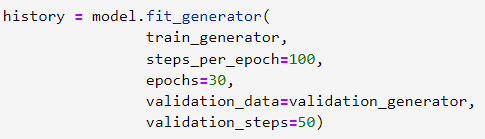 history = model.fit_generator(
train_generator,
steps_per_epoch=100,
epochs=30,
validation_data=validation_generator,
validation_steps=50)